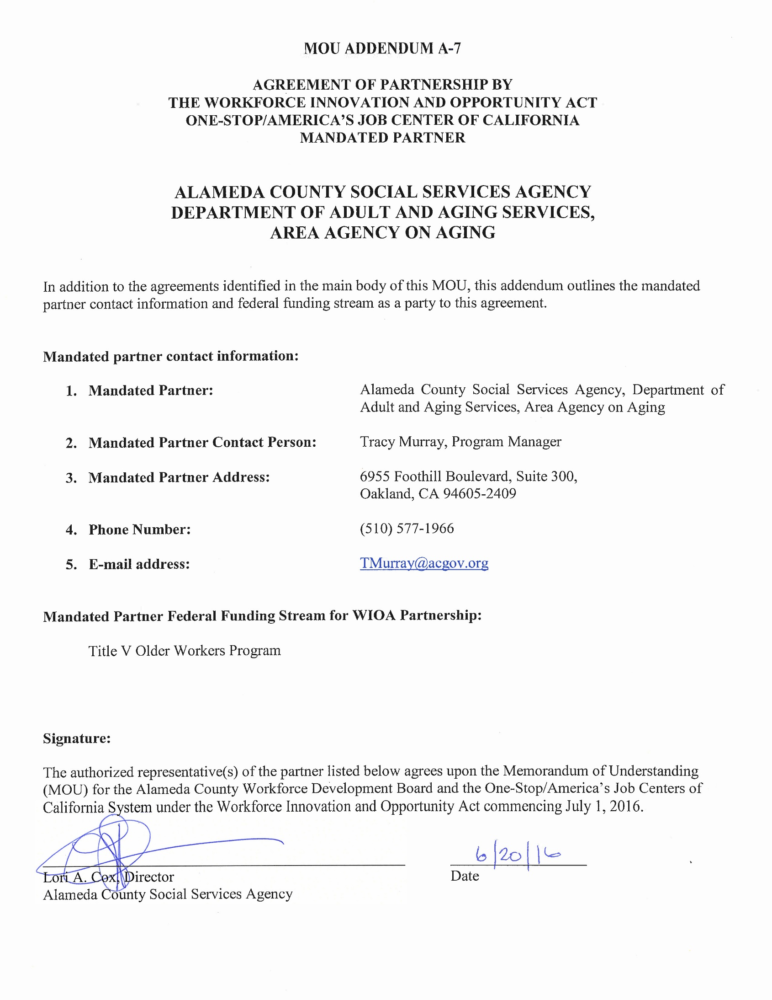 MOU ADDENDUM A-7
AGREEMENT OF PARTNERSHIP BY
THE WORKFORCE INNOVATION AND OPPORTUNITY ACT
ONE-STOP/AMERICA'S JOB CENTER OF CALIFORNIA
MANDATED PARTNER
ALAMEDA COUNTY SOCIAL SERVICES AGENCY
DEPARTMENT OF ADULT AND AGING SERVICES,
AREA AGENCY ON AGING
In addition to the agreements identified in the main body of this MOU, this addendum outlines the mandated
partner contact information and federal funding stream as a party to this agreement.
Mandated partner contact information:
1. Mandated Partner: Alameda County Social Services Agency, Department of
Adult and Aging Services, Area Agency on Aging
2. Mandated Partner Contact Person: Tracy Murray, Program Manager
3. Mandated Partner Address: 6955 Foothill Boulevard, Suite 300,
Oakland, CA 94605-2409
4. Phone Number: (510) 577-1966
5. E-mail address: TMurray@acgov.org
Mandated Partner Federal Funding Stream for WIOA Partnership:
Title V Older Workers Program
Signature:
The authorized representative(s) of the partner listed below agrees upon the Memorandum of Understanding
(MOU) for the Alameda County Workforce Development Board and the One-Stop/America's Job Centers of
California System under the Workforce Innovation and Opportunity Act commencing July 1, 2016.
6/20/16
Lori A. Cox, Director Date
Alameda County Social Services Agency